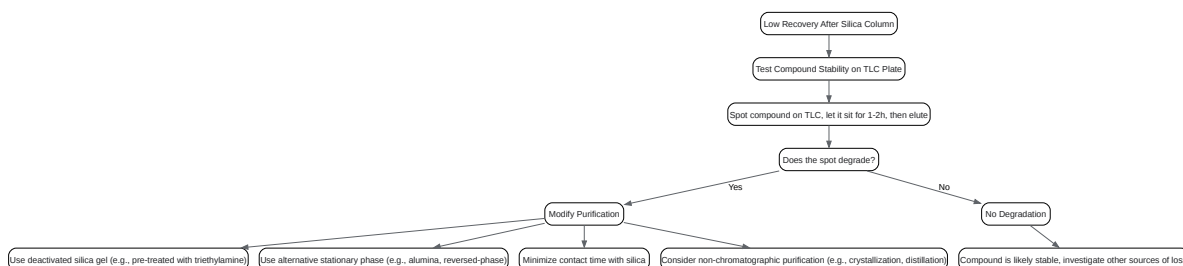 Low Recovery After Silica Column
Test Compound Stability on TLC Plate
Spot compound on TLC, let it sit for 1-2h, then elute
Does the spot degrade?
Yes
No
Modify Purification
No Degradation
Use deactivated silica gel (e.g., pre-treated with triethylamine)
Use alternative stationary phase (e.g., alumina, reversed-phase)
Minimize contact time with silica
Consider non-chromatographic purification (e.g., crystallization, distillation)
Compound is likely stable, investigate other sources of los